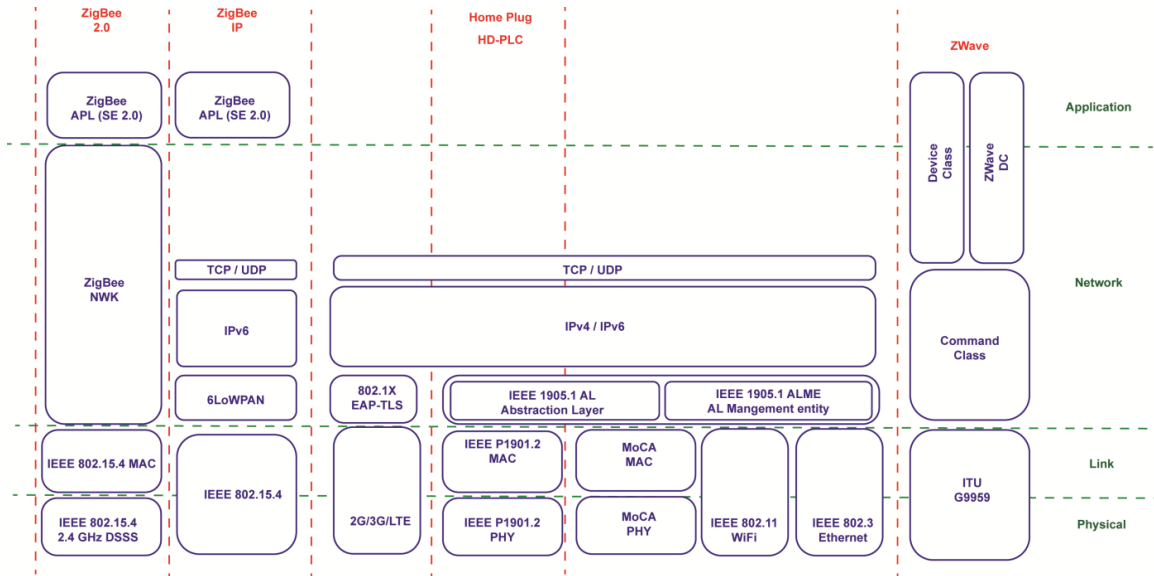 ZigBee
2.0
ZigBee
IP
Home Plug
HD-PLC
ZWave
ZigBee
APL (SE 2.0)
ZigBee
APL (SE 2.0)
Device
Class
ZWave
DC
Application
ZigBee
NWK
TCP / UDP
TCP / UDP
IPv6
IPv4 / IPv6
Command
Class
Network
6LoWPAN
802.1X
EAP-TLS
IEEE 1905.1 AL
Abstraction Layer
IEEE 1905.1 ALME
AL Mangement entity
IEEE 802.15.4 MAC
IEEE 802.15.4
2G/3G/LTE
IEEE P1901.2
MAC
MoCA
MAC
Link
ITU
G9959
IEEE 802.15.4
2.4 GHz DSSS
IEEE P1901.2
PHY
MoCA
PHY
IEEE 802.11
WiFi
IEEE 802.3
Ethernet
Physical